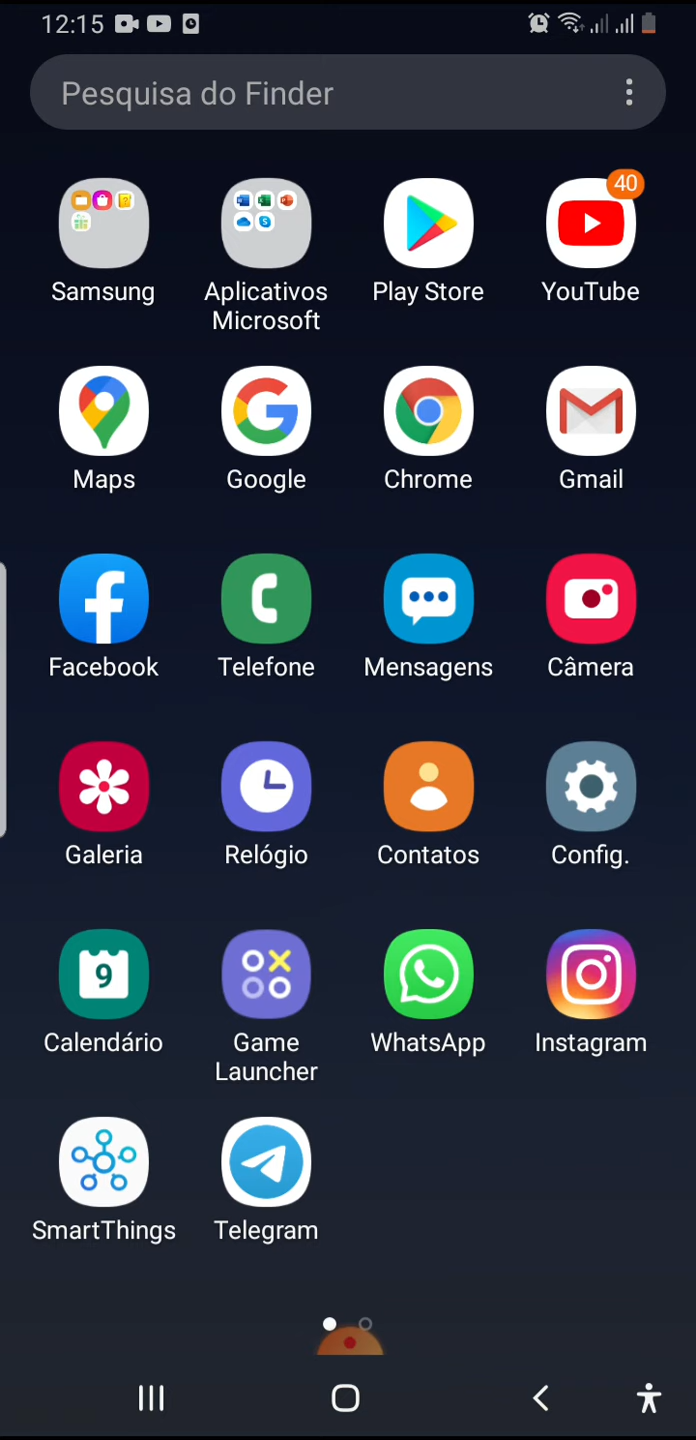 12:15
Pesquisa do Finder
40
Samsung
Aplicativos
Microsoft
Play Store
YouTube
Maps
Google
Chrome
Gmail
Facebook
Telefone
Mensagens
Câmera
Galeria
Relógio
Contatos
Config.
9
Calendário
Game
Launcher
WhatsApp
Instagram
SmartThings
Telegram